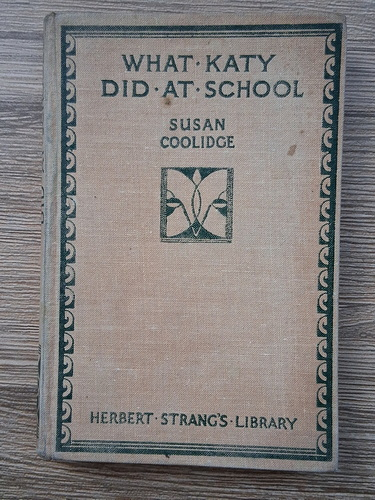 WHAT·KATY
DID·AT·SCHOOL
SUSAN
COOLIDGE
HERBERT·STRANG'S·LIBRARY